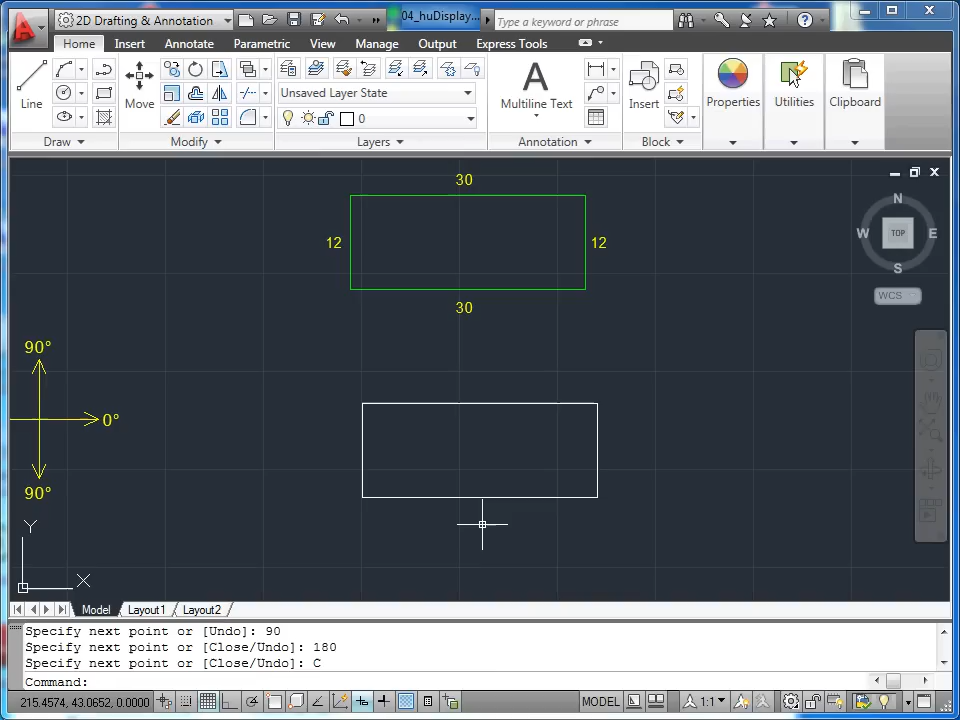 2D Drafting & Annotation
04_huDisplay...
Type a keyword or phrase
Home Insert Annotate Parametric View Manage Output Express Tools
Line
Move
Unsaved Layer State
0
Multiline Text
Insert
Properties
Utilities
Clipboard
Draw Modify Layers Annotation Block
30
12
12
30
N
W TOP E
S
WCS
90°
0°
90°
Y
X
Model Layout1 Layout2
Specify next point or [Undo]: 90
Specify next point or [Close/Undo]: 180
Specify next point or [Close/Undo]: C
Command:
215.4574, 43.0652, 0.0000
MODEL
1:1